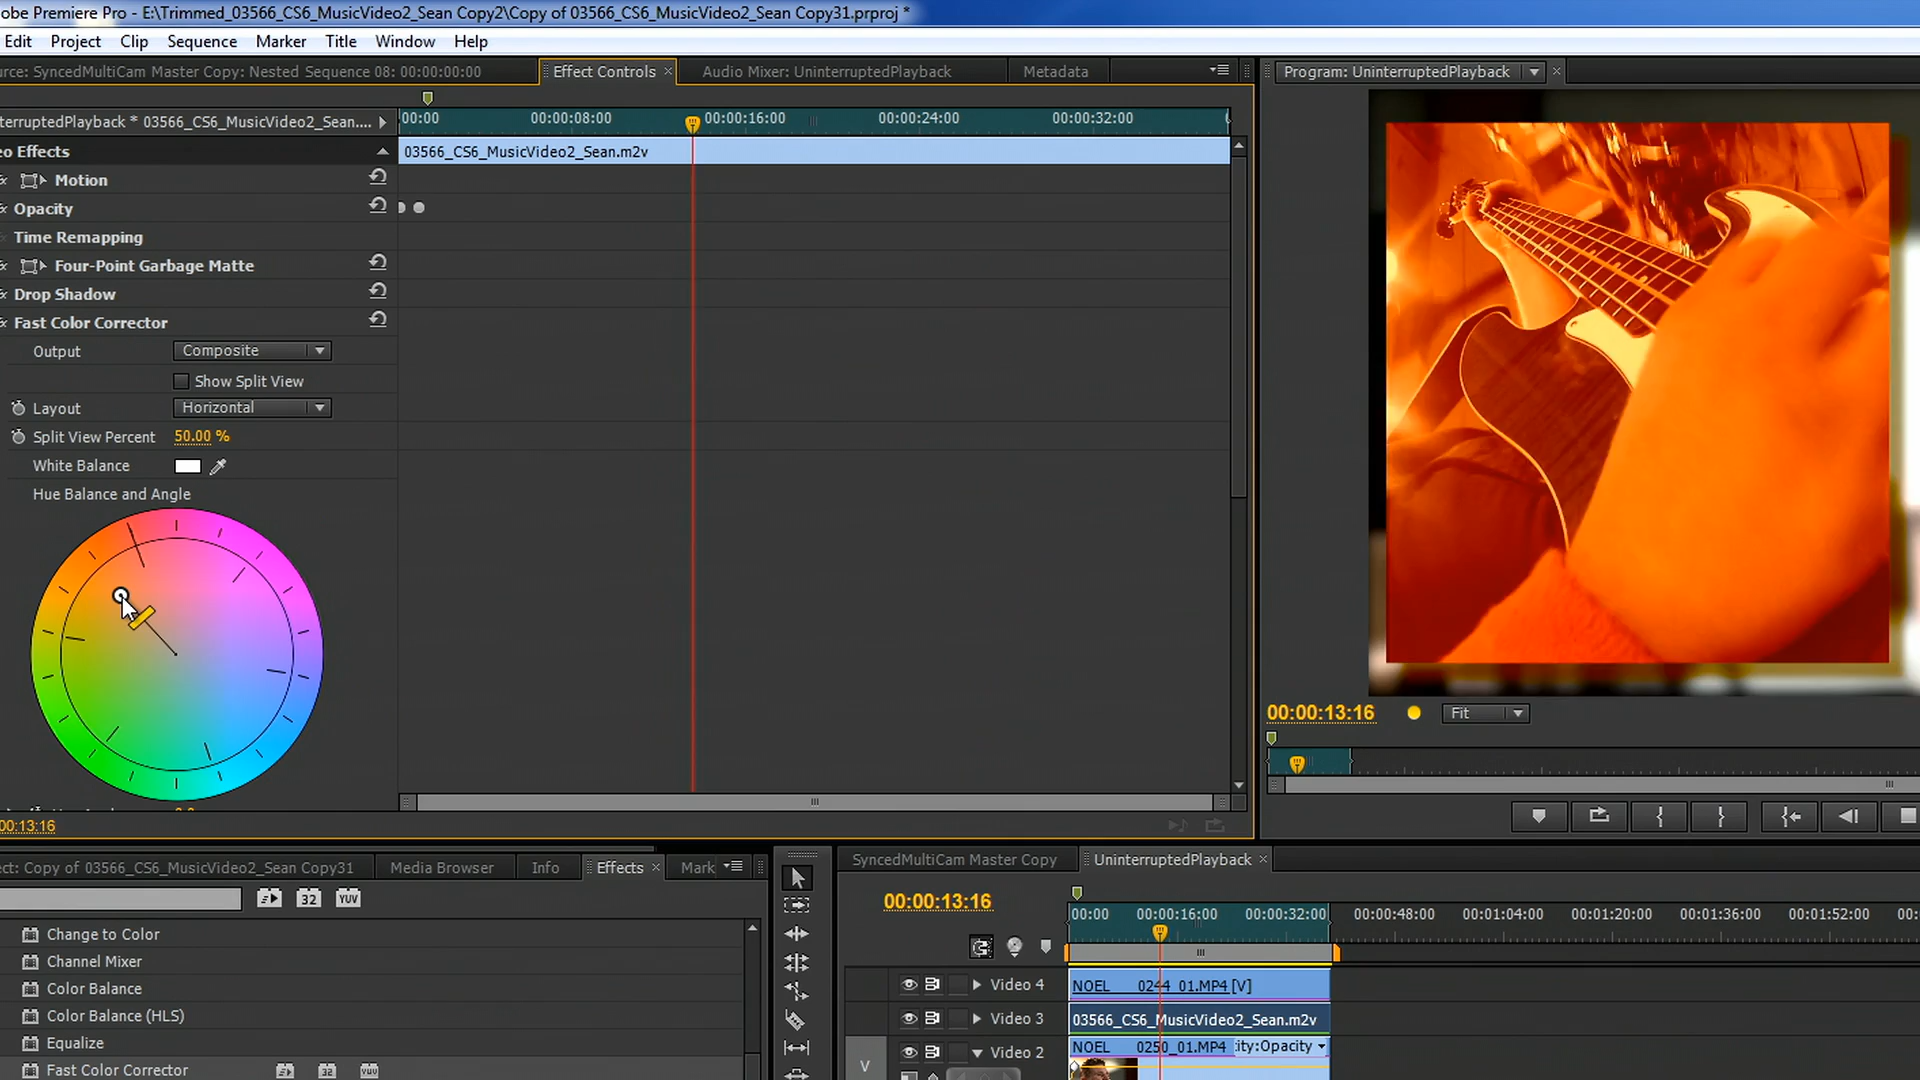 obe Premiere Pro - E:\Trimmed_03566_CS6_MusicVideo2_Sean Copy2\Copy of 03566_CS6_MusicVideo2_Sean Copy31.prproj *
Edit Project Clip Sequence Marker Title Window Help
rce: SyncedMultiCam Master Copy: Nested Sequence 08: 00:00:00:00
Effect Controls
Audio Mixer: UninterruptedPlayback
Metadata
Program: UninterruptedPlayback
terruptedPlayback * 03566_CS6_MusicVideo2_Sean....
00:00 00:00:08:00 00:00:16:00 00:00:24:00 00:00:32:00
eo Effects
03566_CS6_MusicVideo2_Sean.m2v
Motion
Opacity
Time Remapping
Four-Point Garbage Matte
Drop Shadow
Fast Color Corrector
Output Composite
Show Split View
Layout Horizontal
Split View Percent 50.00 %
White Balance
Hue Balance and Angle
00:00:13:16 Fit
00:13:16
ct: Copy of 03566_CS6_MusicVideo2_Sean Copy31
Media Browser
Info
Effects
Mark
32 YUV
SyncedMultiCam Master Copy
UninterruptedPlayback
00:00:13:16
00:00 00:00:16:00 00:00:32:00 00:00:48:00 00:01:04:00 00:01:20:00 00:01:36:00 00:01:52:00 00:
Change to Color
Channel Mixer
Color Balance
Color Balance (HLS)
Equalize
Fast Color Corrector 32 YUV
Video 4 NOEL 0244_01.MP4 [V]
Video 3 03566_CS6_MusicVideo2_Sean.m2v
V Video 2 NOEL 0250_01.MP4 ity:Opacity